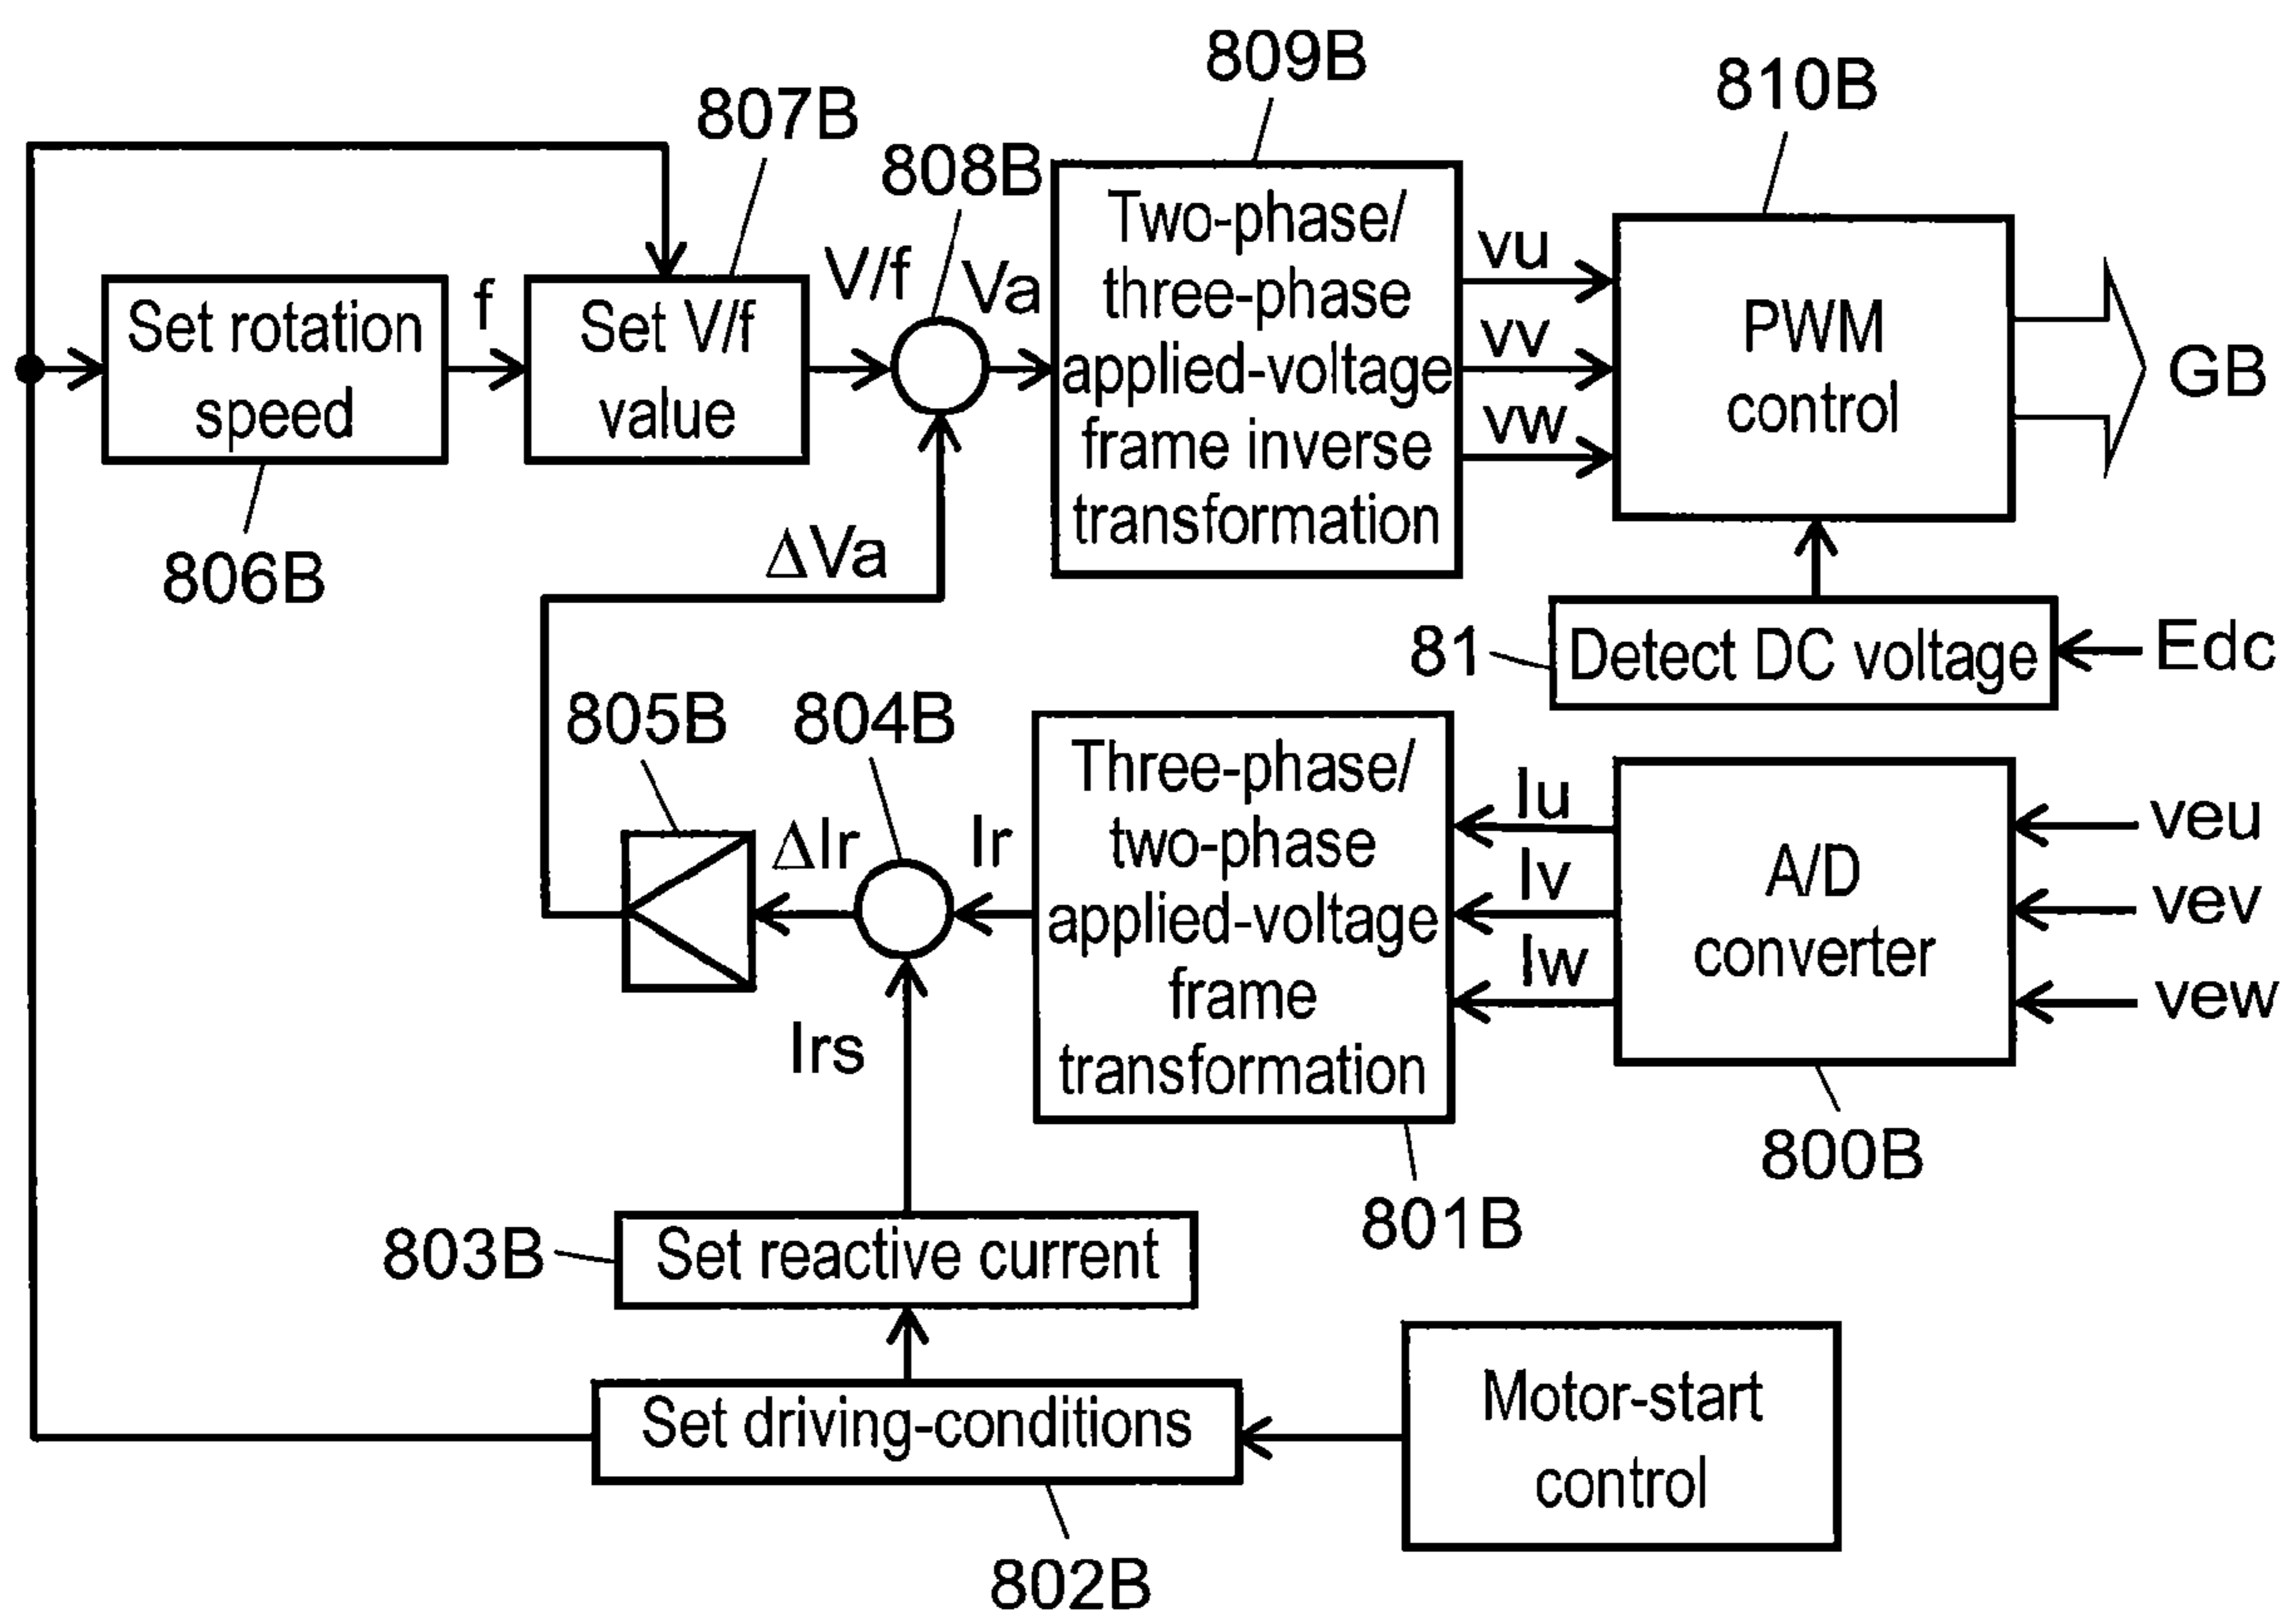 809B
810B
807B
808B
Two-phase/
three-phase
applied-voltage
frame inverse
transformation
vu
vv
vw
PWM
control
GB
V/f
Va
f
Set rotation
speed
Set V/f
value
806B
ΔVa
81
Detect DC voltage
Edc
805B
804B
Three-phase/
two-phase
applied-voltage
frame
transformation
Iu
Iv
Iw
A/D
converter
veu
vev
vew
ΔIr
Ir
Irs
800B
801B
803B
Set reactive current
Set driving-conditions
Motor-start
control
802B